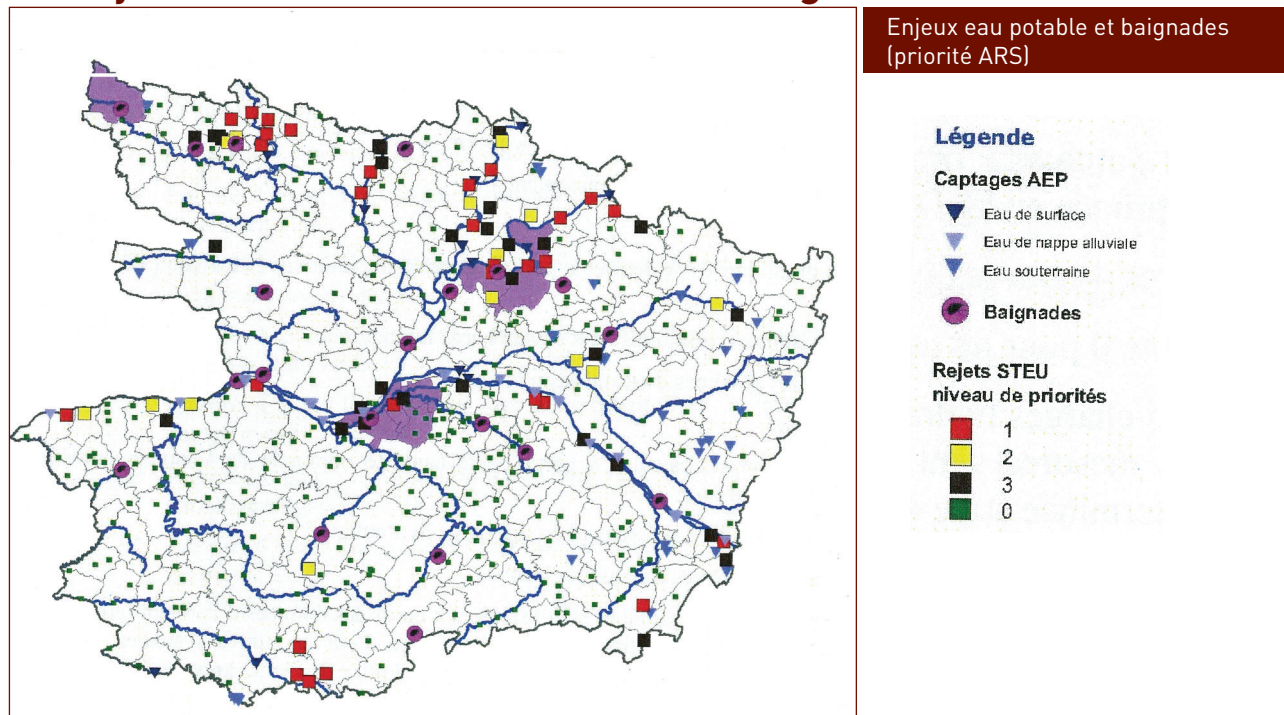 Enjeux eau potable et baignades
(priorité ARS)
Légende
Captages AEP
Eau de surface
Eau de nappe alluviale
Eau souterraine
Baignades
Rejets STEU
niveau de priorités
1
2
3
0